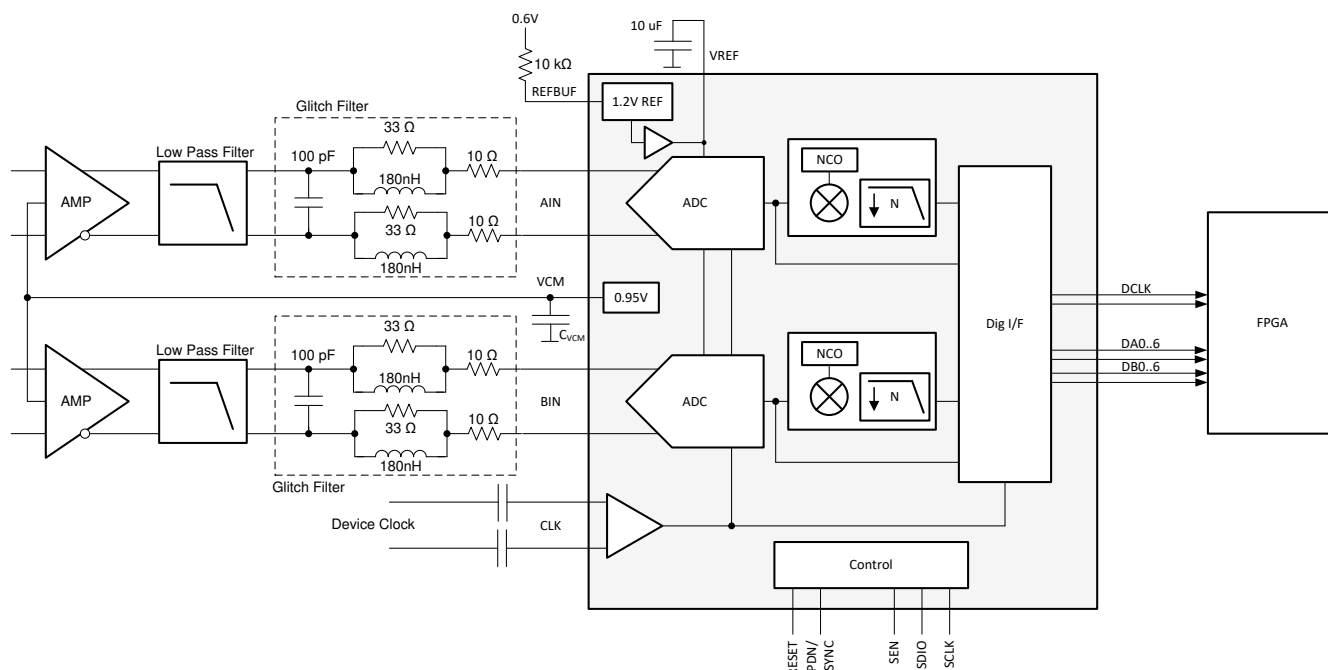 0.6V
10 uF
VREF
10 kΩ
REFBUF
1.2V REF
Glitch Filter
33 Ω
Low Pass Filter
100 pF
10 Ω
180nH
AMP
AIN
ADC
NCO
N
33 Ω
10 Ω
180nH
VCM
0.95V
CVCM
Dig I/F
DCLK
FPGA
DA0..6
DB0..6
33 Ω
Low Pass Filter
100 pF
10 Ω
180nH
AMP
BIN
ADC
NCO
N
33 Ω
10 Ω
180nH
Glitch Filter
Device Clock
CLK
Control
RESET
PDN/
SYNC
SEN
SDIO
SCLK